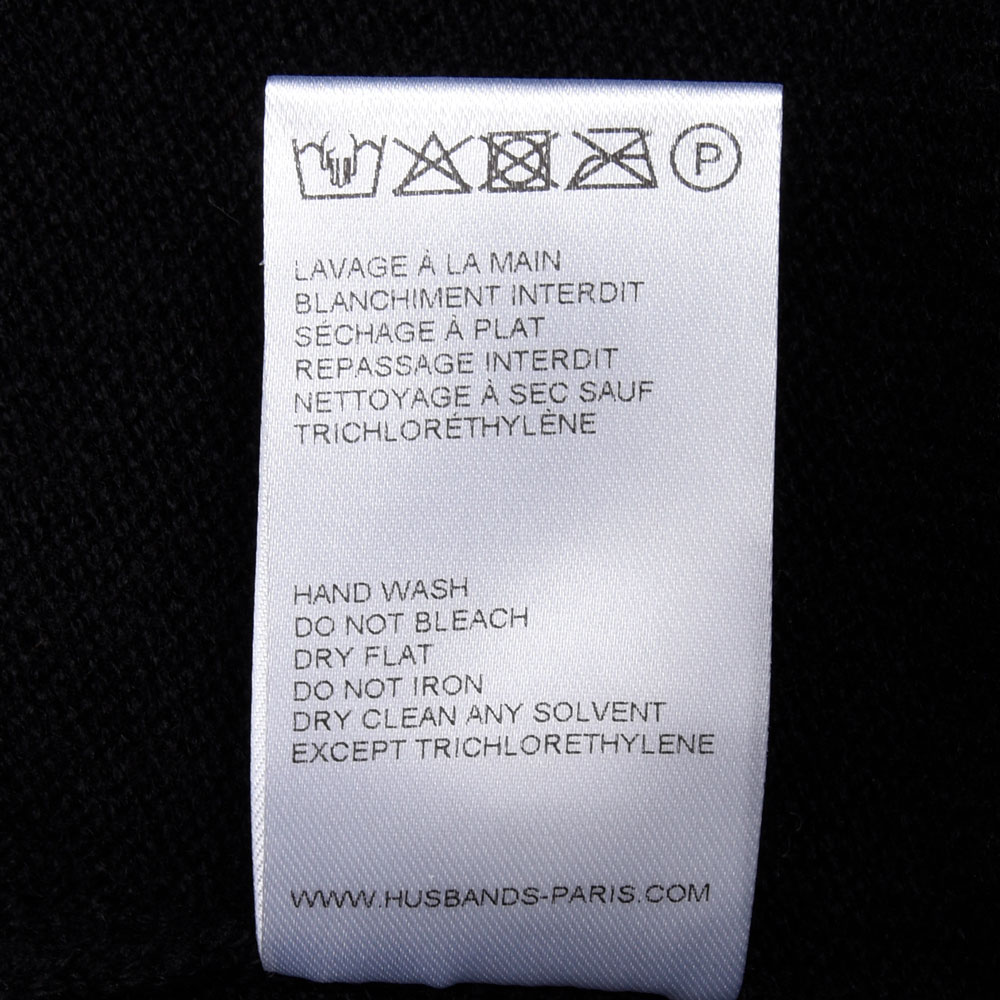 P
LAVAGE À LA MAIN
BLANCHIMENT INTERDIT
SÉCHAGE À PLAT
REPASSAGE INTERDIT
NETTOYAGE À SEC SAUF
TRICHLORÉTHYLÈNE
HAND WASH
DO NOT BLEACH
DRY FLAT
DO NOT IRON
DRY CLEAN ANY SOLVENT
EXCEPT TRICHLORETHYLENE
WWW.HUSBANDS-PARIS.COM